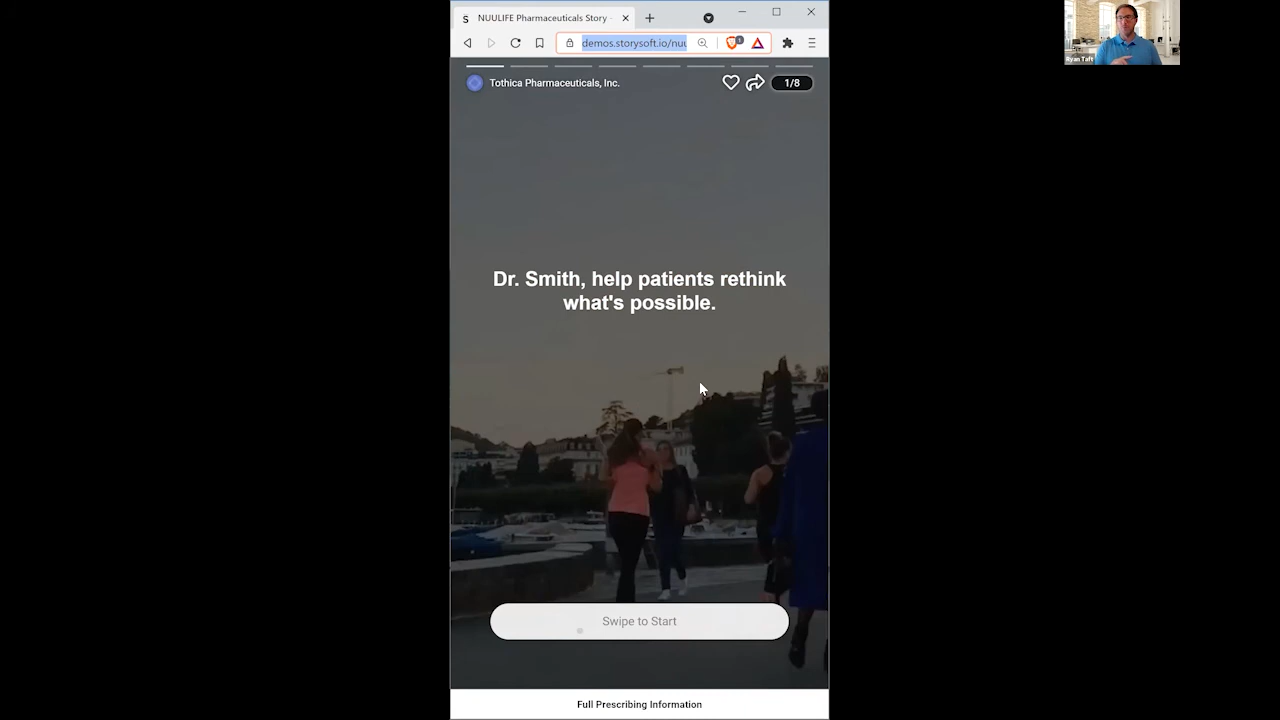 NUULIFE Pharmaceuticals Story
demos.storysoft.io/nuu
1
Tothica Pharmaceuticals, Inc.
1/8
Dr. Smith, help patients rethink
what's possible.
Swipe to Start
Full Prescribing Information
Ryan Taft